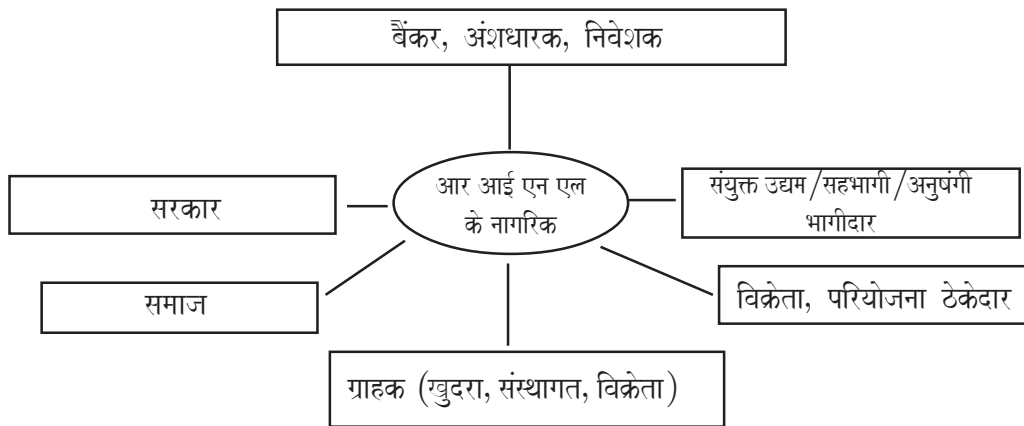 बैंकर, अंशधारक, निवेशक
सरकार
आर आई एन एल
के नागरिक
संयुक्त उद्यम/सहभागी/अनुषंगी
भागीदार
समाज
विक्रेता, परियोजना ठेकेदार
ग्राहक (खुदरा, संस्थागत, विक्रेता)